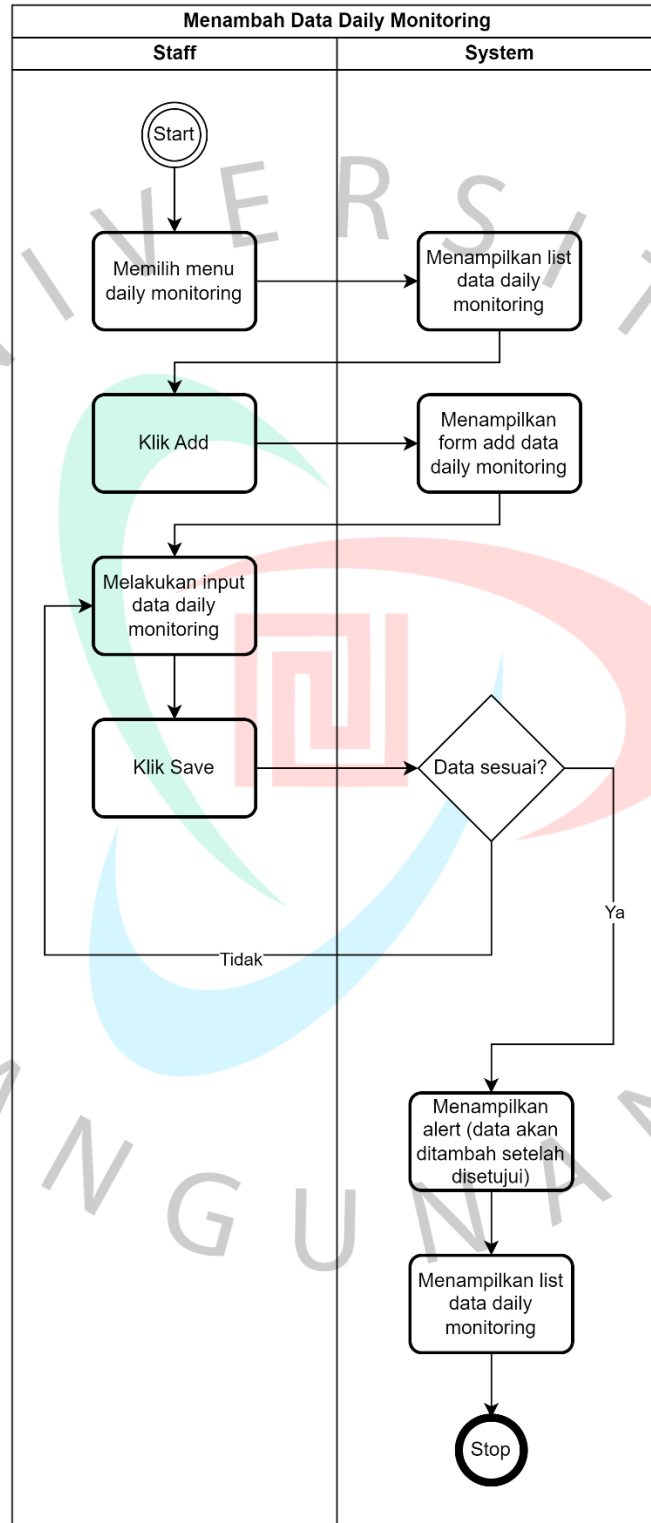 Menambah Data Daily Monitoring
Staff
System
Start
Memilih menu
daily monitoring
Menampilkan list
data daily
monitoring
Klik Add
Menampilkan
form add data
daily monitoring
Melakukan input
data daily
monitoring
Klik Save
Data sesuai?
Ya
Tidak
Menampilkan
alert (data akan
ditambah setelah
disetujui)
Menampilkan list
data daily
monitoring
Stop
NIVERSIT
NGUNAN